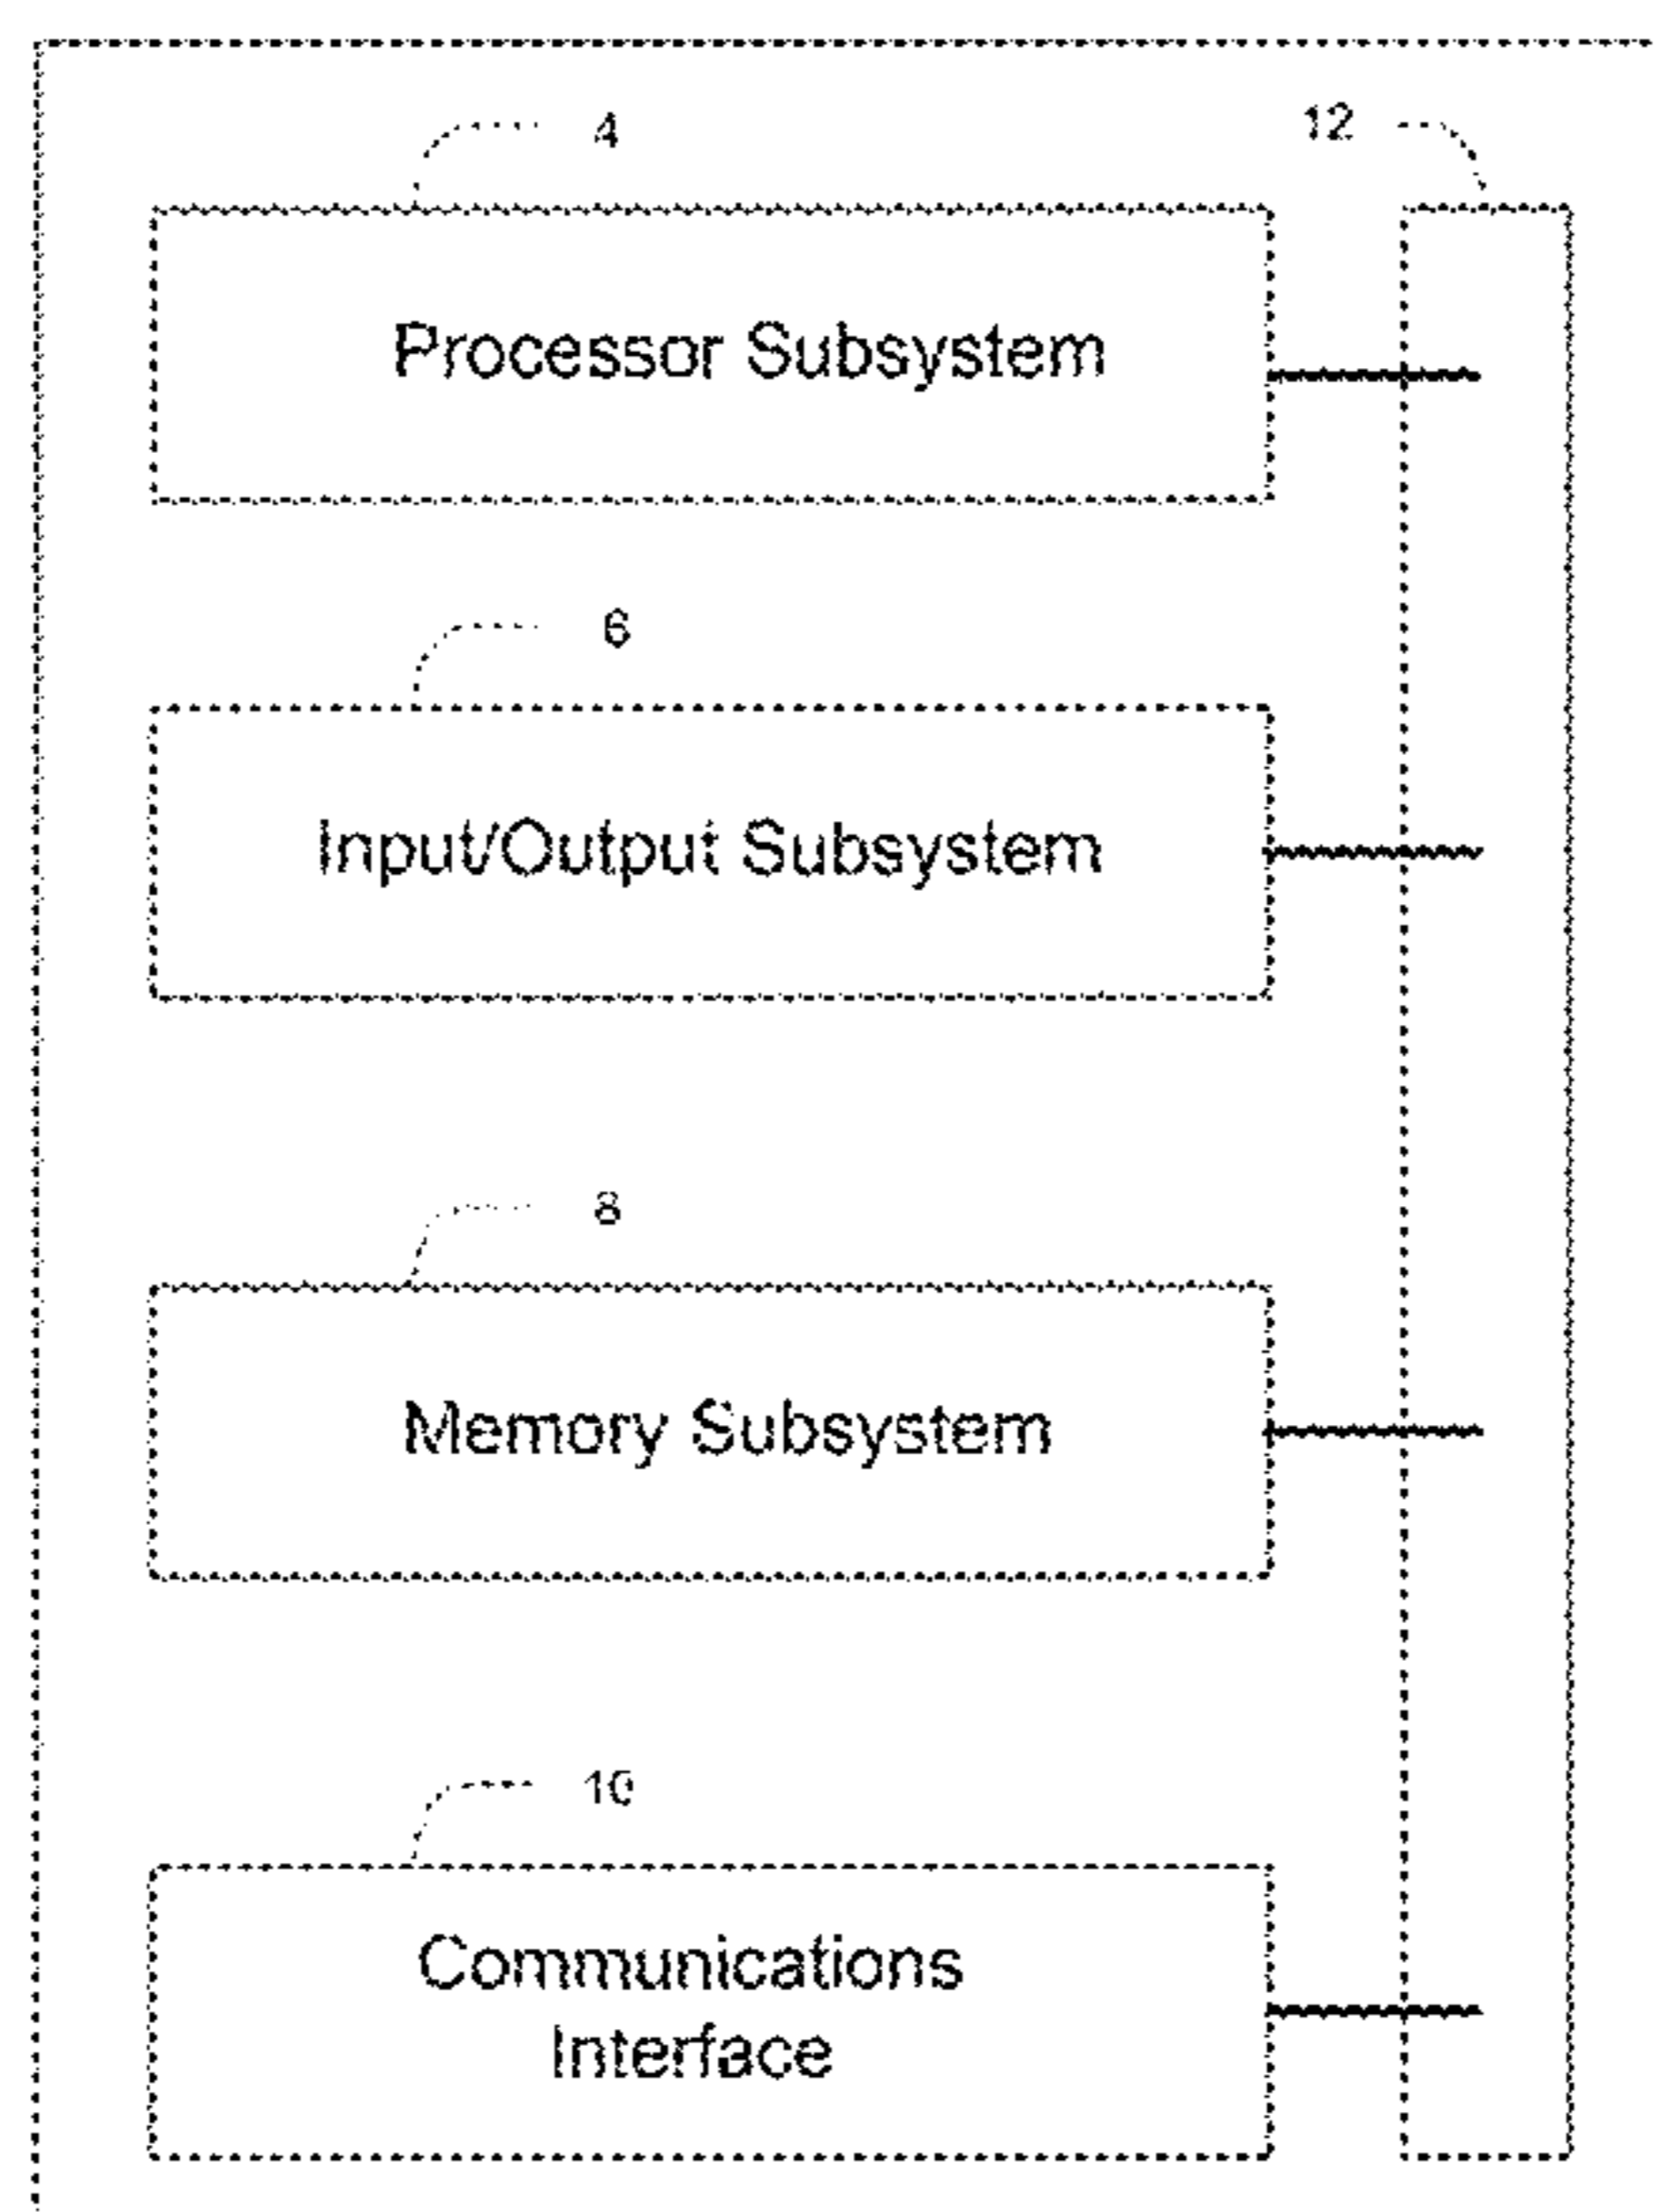 4
12
Processor Subsystem
6
Input/Output Subsystem
8
Memory Subsystem
10
Communications
Interface